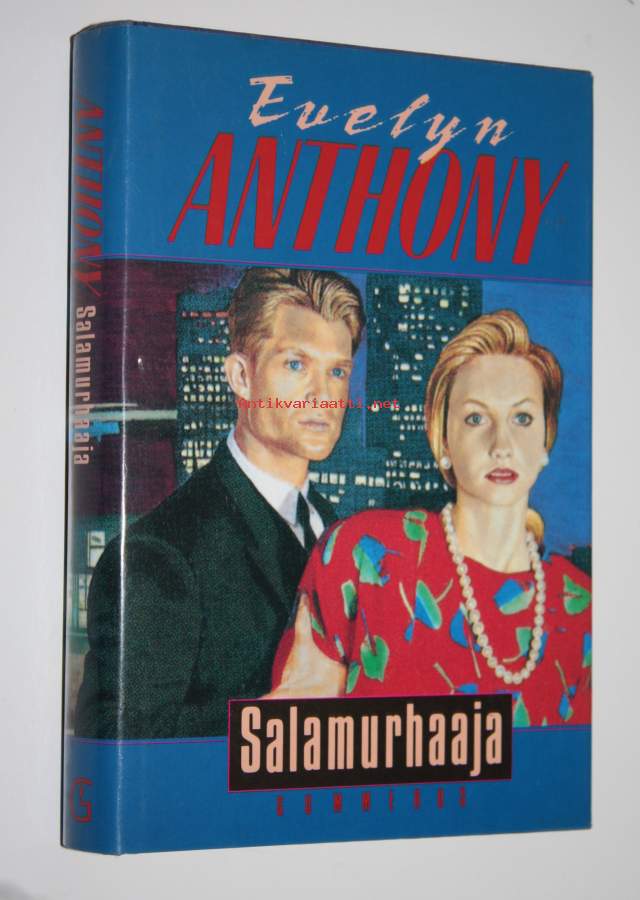 Evelyn
ANTHONY
Salamurhaaja
GUMMERUS
ANTHONY
Salamurhaaja
G
Antikvariaatti.net